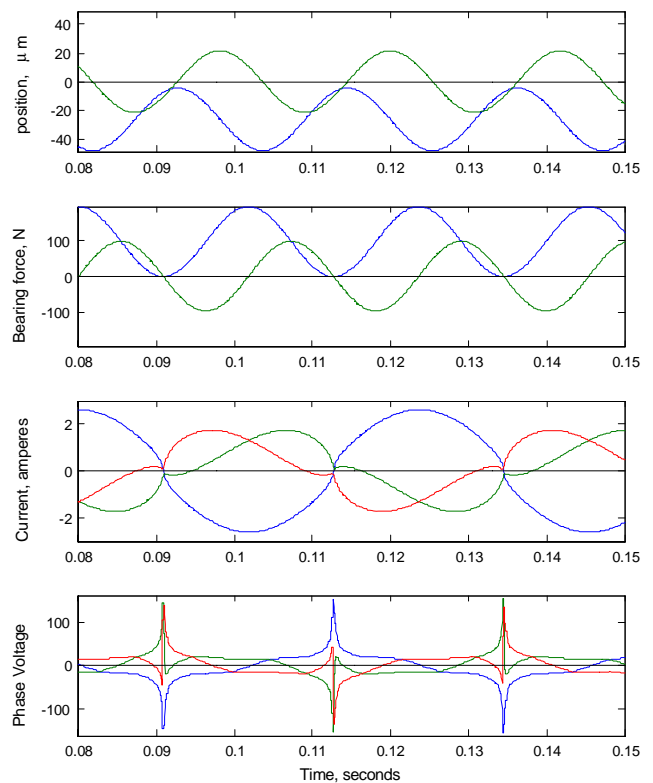 position, μ m
40
20
0
-20
-40
0.08 0.09 0.1 0.11 0.12 0.13 0.14 0.15
Bearing force, N
100
0
-100
0.08 0.09 0.1 0.11 0.12 0.13 0.14 0.15
Current, amperes
2
0
-2
0.08 0.09 0.1 0.11 0.12 0.13 0.14 0.15
Phase Voltage
100
0
-100
0.08 0.09 0.1 0.11 0.12 0.13 0.14 0.15
Time, seconds